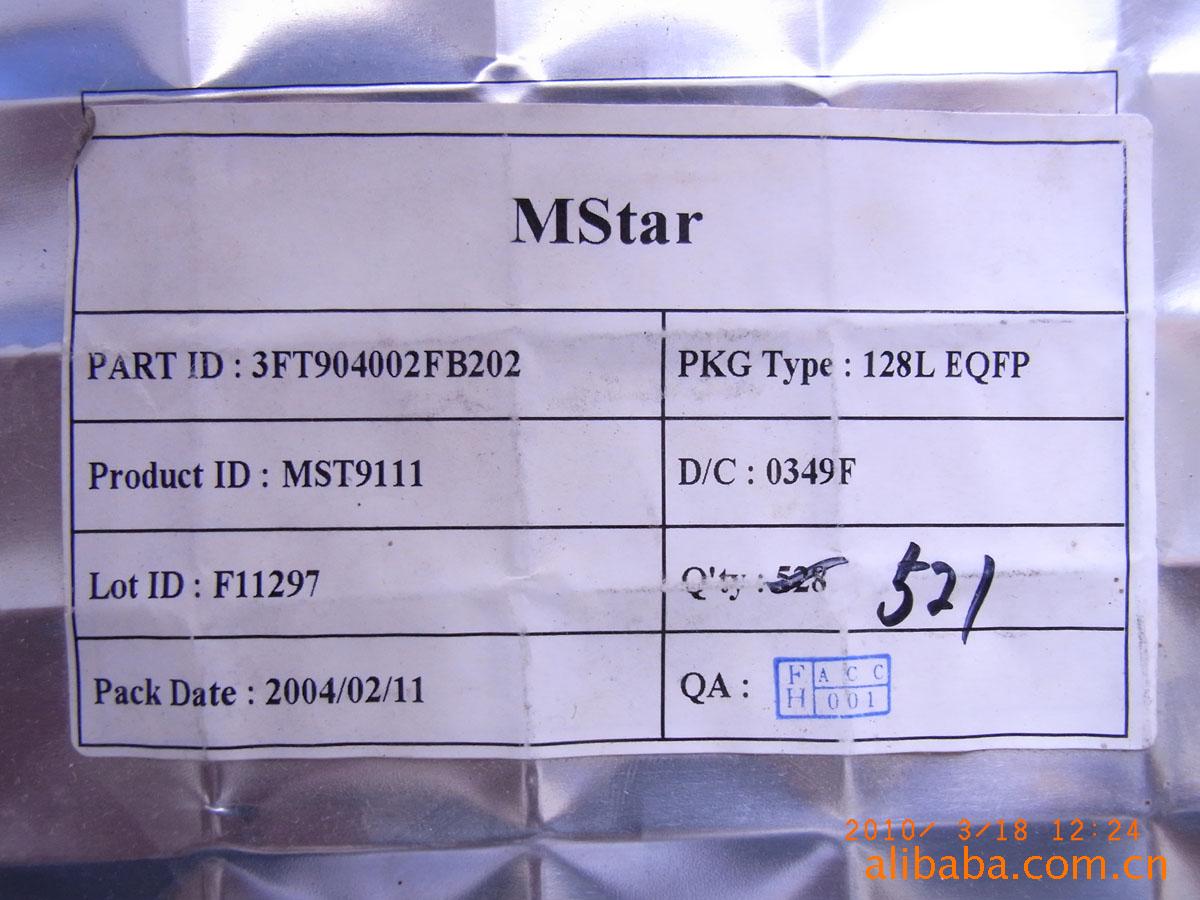 MStar
PART ID : 3FT904002FB202
PKG Type : 128L EQFP
Product ID : MST9111
D/C : 0349F
Lot ID : F11297
Q'ty : 528 521
Pack Date : 2004/02/11
QA :
F A C C
H 001
2010/ 3/18 12:24
alibaba.com.cn